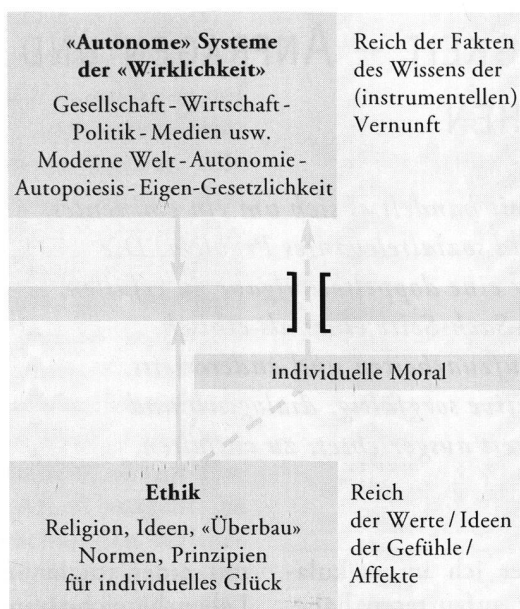 «Autonome» Systeme
der «Wirklichkeit»
Gesellschaft - Wirtschaft -
Politik - Medien usw.
Moderne Welt - Autonomie -
Autopoiesis - Eigen-Gesetzlichkeit
Reich der Fakten
des Wissens der
(instrumentellen)
Vernunft
] [
individuelle Moral
Ethik
Religion, Ideen, «Überbau»
Normen, Prinzipien
für individuelles Glück
Reich
der Werte / Ideen
der Gefühle /
Affekte